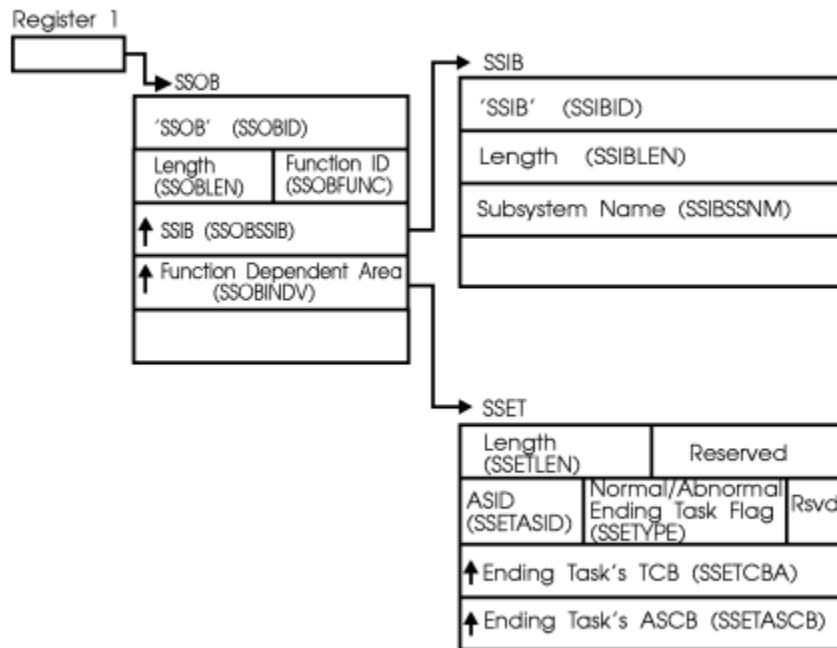 Register 1
SSOB
'SSOB' (SSOBID)
Length
(SSOBLEN)
Function ID
(SSOBFUNC)
SSIB (SSOBSSIB)
Function Dependent Area
(SSOBINDV)
SSIB
'SSIB' (SSIBID)
Length (SSIBLEN)
Subsystem Name (SSIBSSNM)
SSET
Length
(SSETLEN)
Reserved
ASID
(SSETASID)
Normal/Abnormal
Ending Task Flag
(SSETYPE)
Rsvd
Ending Task's TCB (SSETCBA)
Ending Task's ASCB (SSETASCB)